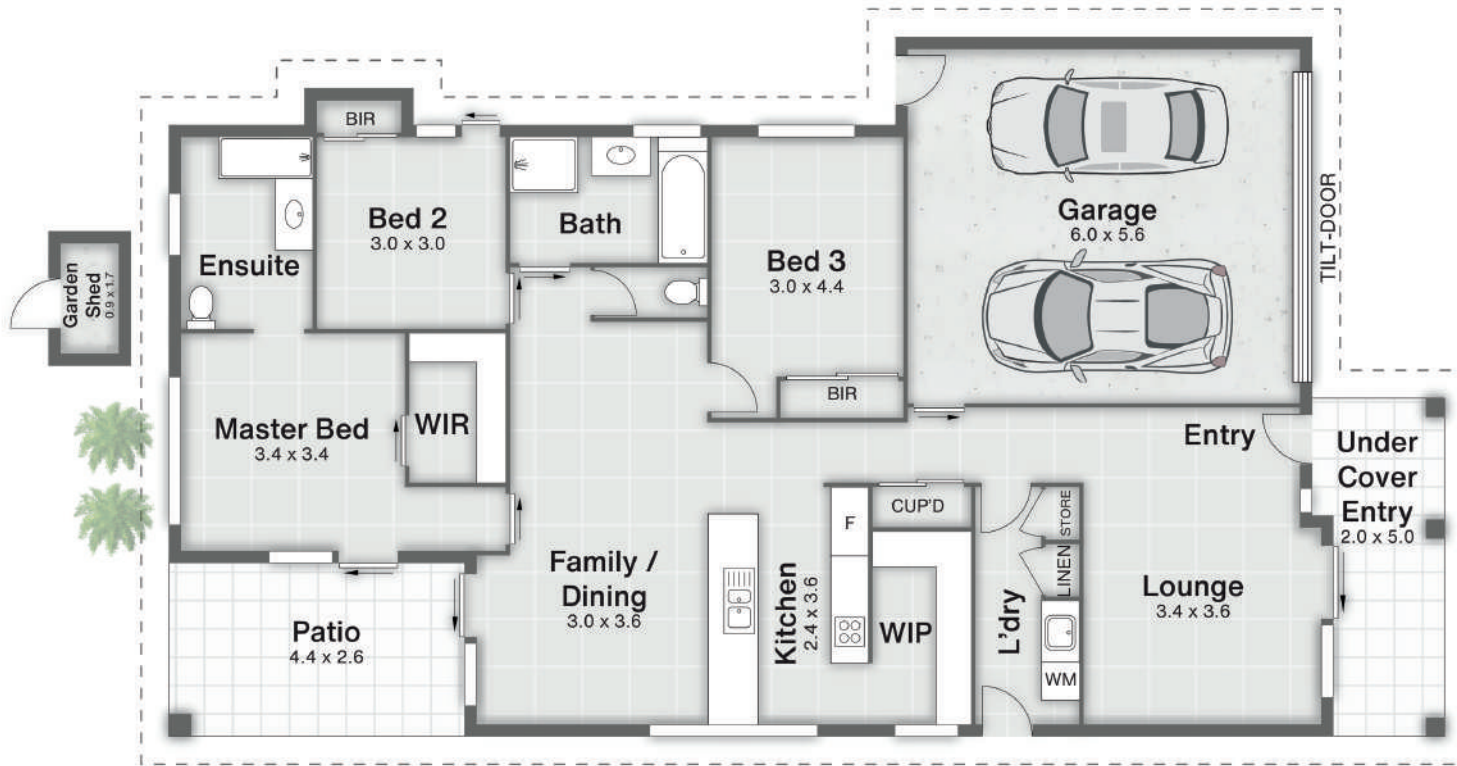 BIR
Bed 2
3.0 x 3.0
Bath
Ensuite
Garden
Shed
0.9 x 1.7
Bed 3
3.0 x 4.4
BIR
Garage
6.0 x 5.6
TILT-DOOR
Master Bed
3.4 x 3.4
WIR
Entry
Under
Cover
Entry
2.0 x 5.0
Family /
Dining
3.0 x 3.6
Patio
4.4 x 2.6
F
CUP'D
Kitchen
2.4 x 3.6
WIP
L'dry
STORE
LINEN
WM
Lounge
3.4 x 3.6